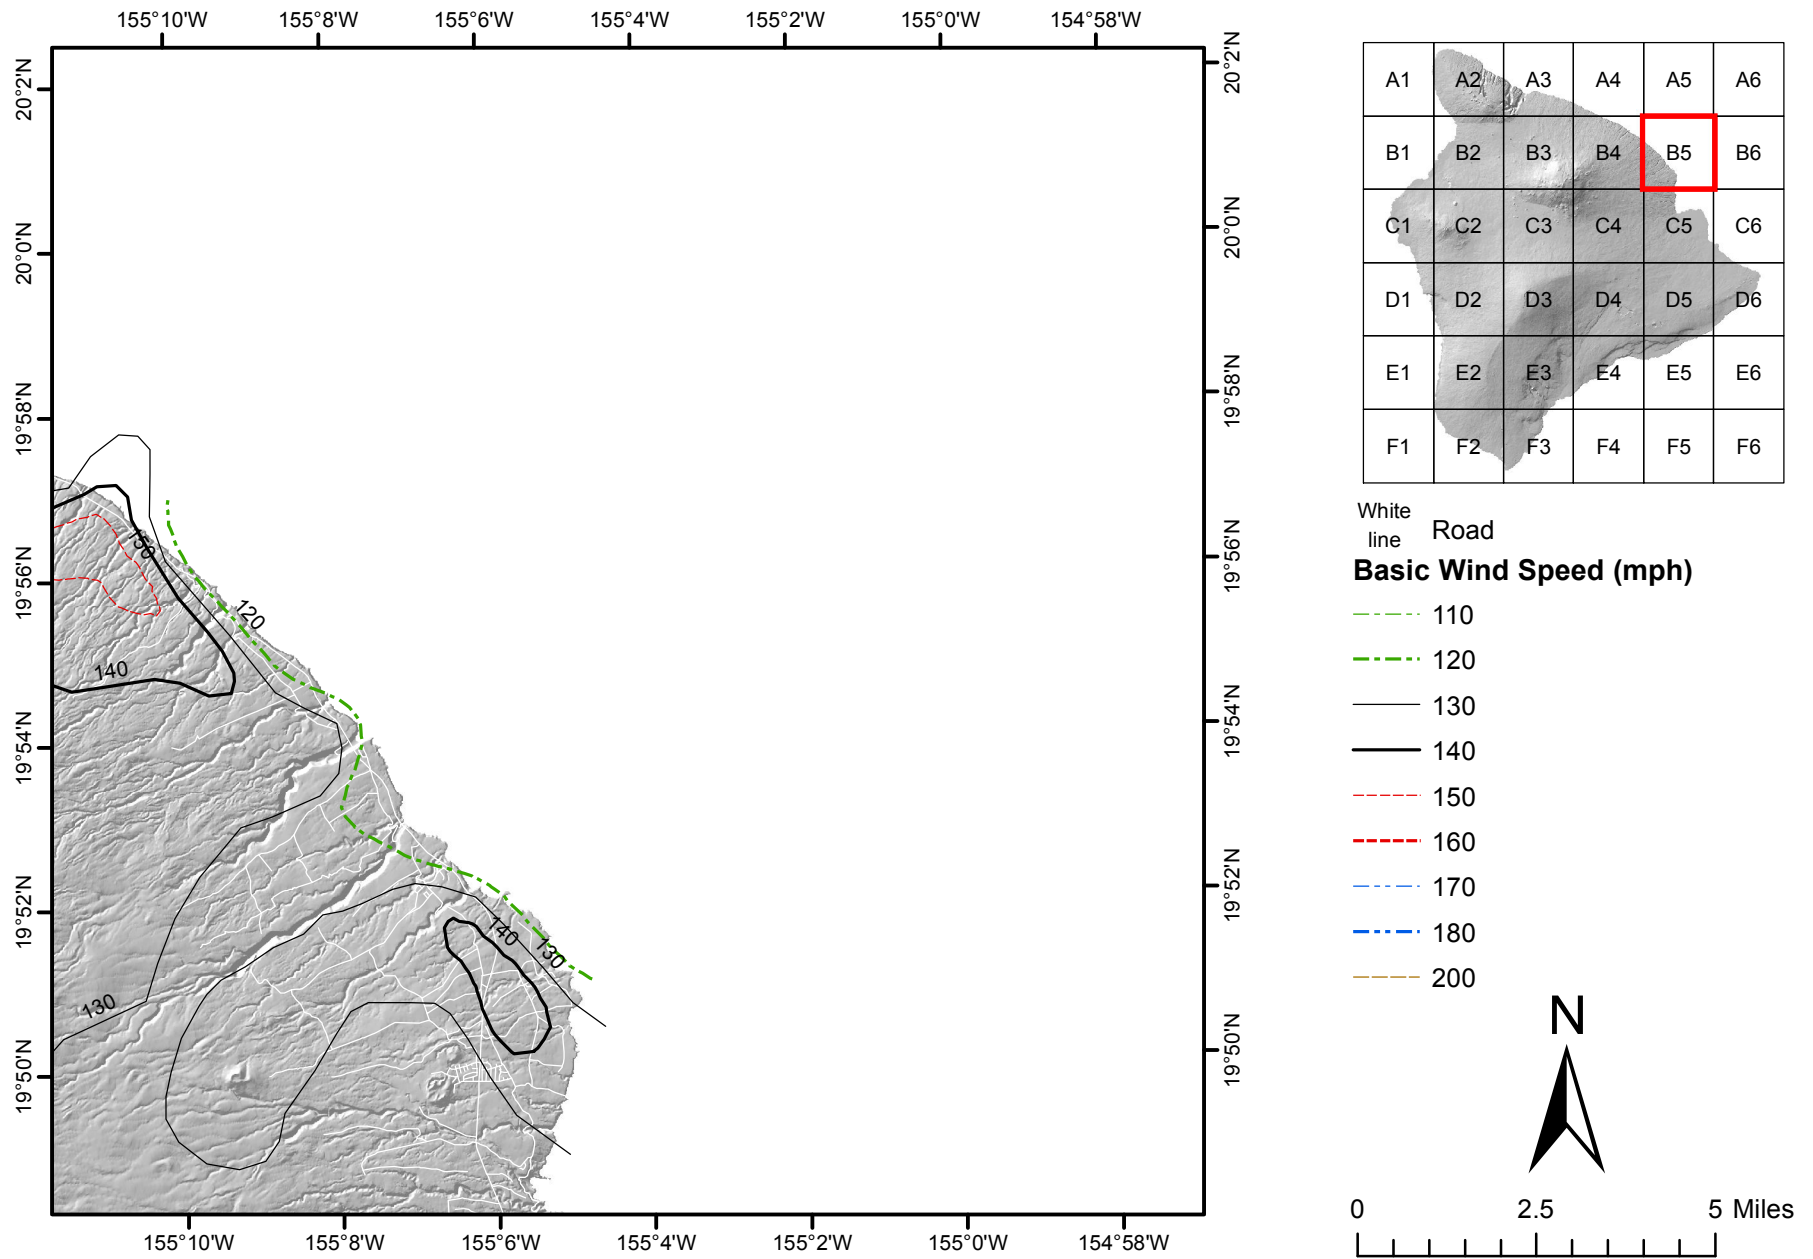 155°10'W 155°8'W 155°6'W 155°4'W 155°2'W 155°0'W 154°58'W
20°2'N
20°0'N
19°58'N
19°56'N
19°54'N
19°52'N
19°50'N
150
120
140
130
140
130
20°2'N
20°0'N
19°58'N
19°56'N
19°54'N
19°52'N
19°50'N
155°10'W 155°8'W 155°6'W 155°4'W 155°2'W 155°0'W 154°58'W
A1 A2 A3 A4 A5 A6
B1 B2 B3 B4 B5 B6
C1 C2 C3 C4 C5 C6
D1 D2 D3 D4 D5 D6
E1 E2 E3 E4 E5 E6
F1 F2 F3 F4 F5 F6
White
line Road
Basic Wind Speed (mph)
110
120
130
140
150
160
170
180
200
N
0 2.5 5 Miles